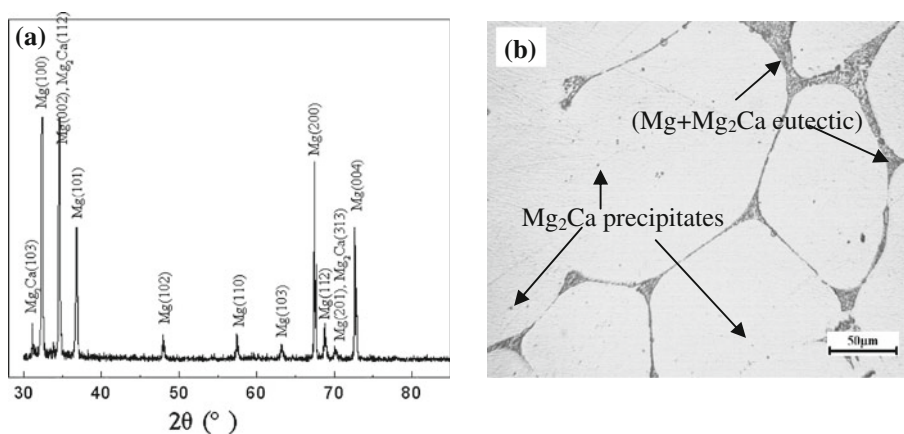 (a)
Mg₂Ca(103)
Mg(100)
Mg(002), Mg₂Ca(112)
Mg(101)
Mg(102)
Mg(110)
Mg(103)
Mg(200)
Mg(112)
Mg(201), Mg₂Ca(313)
Mg(004)
30 40 50 60 70 80
2θ (°)
(b)
(Mg+Mg₂Ca eutectic)
Mg₂Ca precipitates
50μm